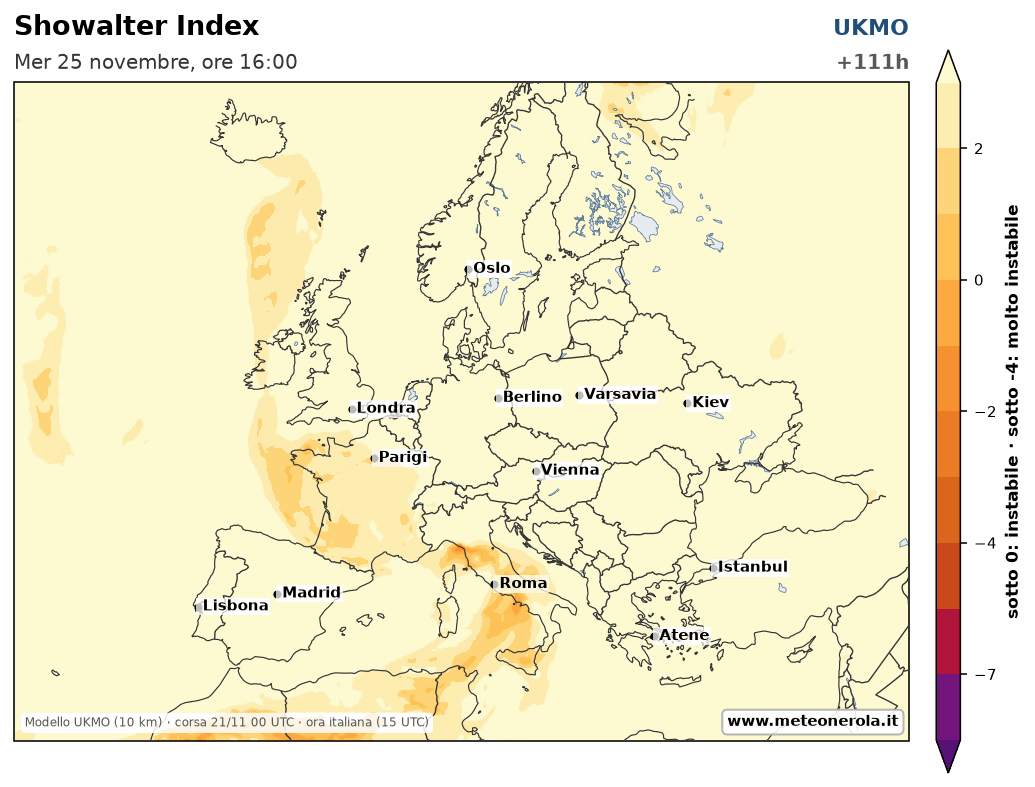 Showalter Index
UKMO
Mer 25 novembre, ore 16:00
+111h
Oslo
Londra
Berlino
Varsavia
Kiev
Parigi
Vienna
Istanbul
Roma
Madrid
Lisbona
Atene
Modello UKMO (10 km) · corsa 21/11 00 UTC · ora italiana (15 UTC)
www.meteonerola.it
2
0
−2
−4
−7
sotto 0: instabile · sotto -4: molto instabile